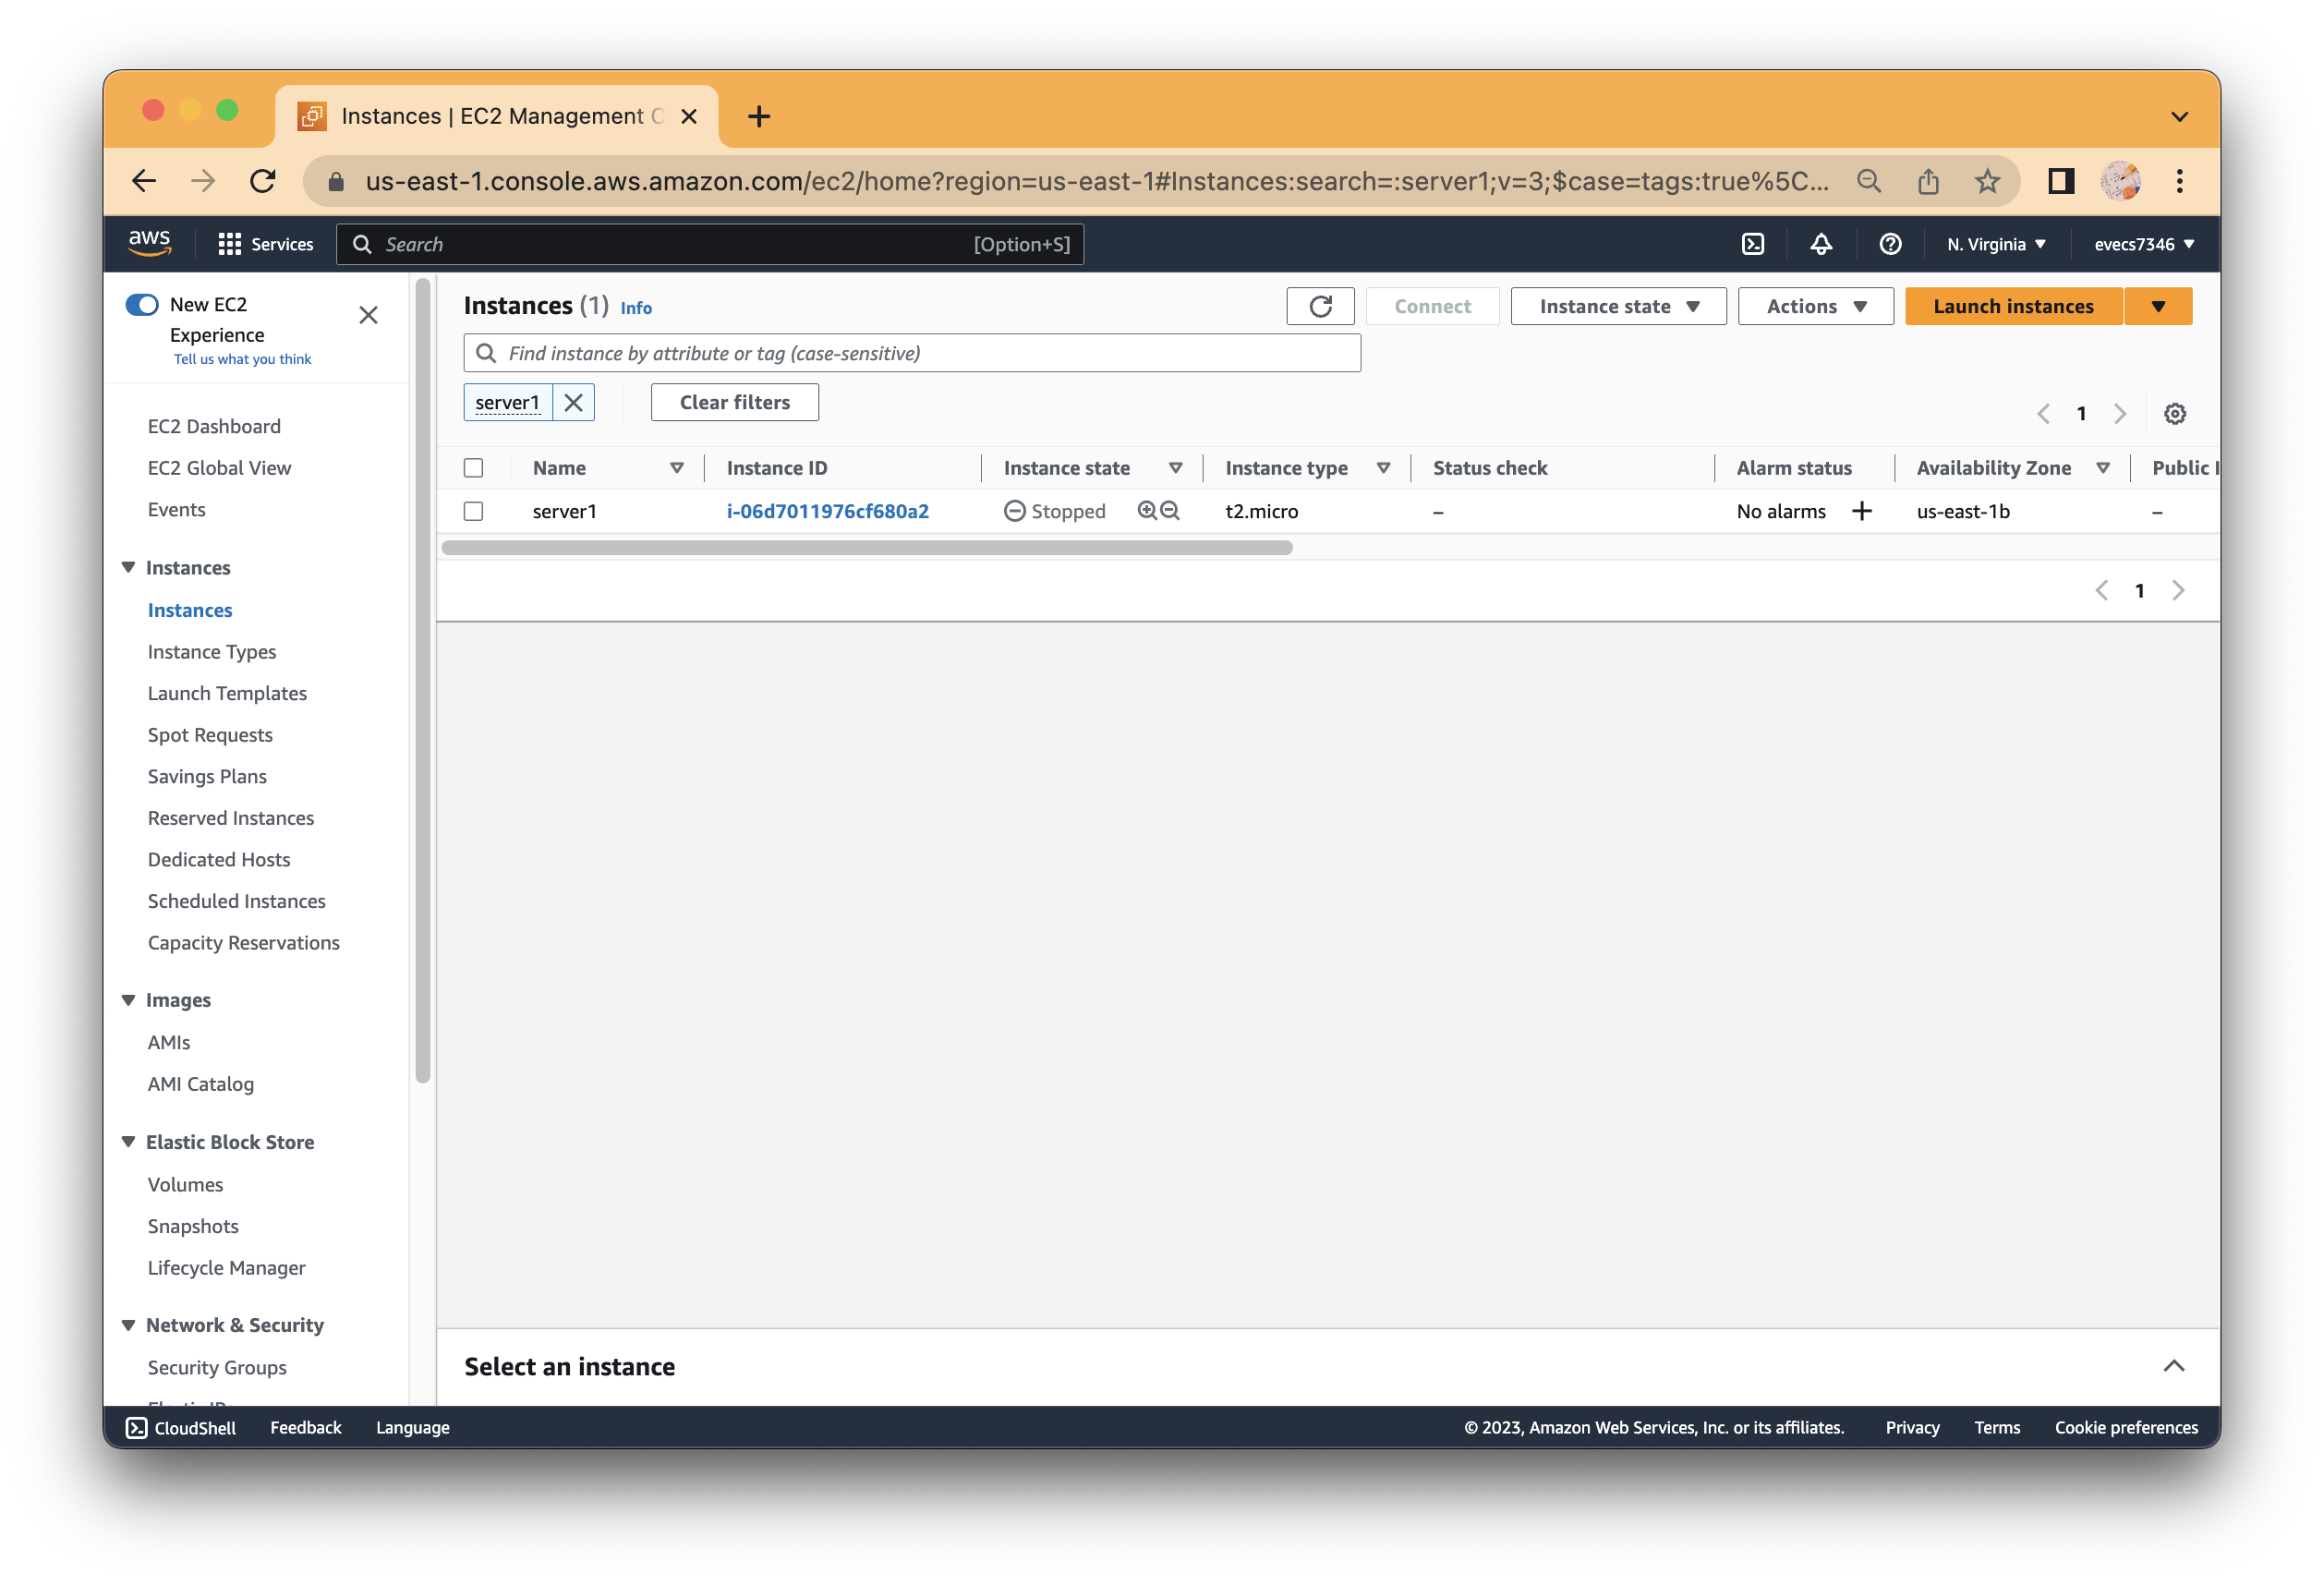 Instances | EC2 Management C
us-east-1.console.aws.amazon.com/ec2/home?region=us-east-1#Instances:search=:server1;v=3;$case=tags:true%5C...
aws
Services
Search
[Option+S]
N. Virginia
evecs7346
New EC2
Experience
Tell us what you think
EC2 Dashboard
EC2 Global View
Events
Instances
Instances
Instance Types
Launch Templates
Spot Requests
Savings Plans
Reserved Instances
Dedicated Hosts
Scheduled Instances
Capacity Reservations
Images
AMIs
AMI Catalog
Elastic Block Store
Volumes
Snapshots
Lifecycle Manager
Network & Security
Security Groups
Instances (1) Info
Connect
Instance state
Actions
Launch instances
Find instance by attribute or tag (case-sensitive)
server1
Clear filters
1
Name Instance ID Instance state Instance type Status check Alarm status Availability Zone Public I
server1 i-06d7011976cf680a2 Stopped t2.micro – No alarms + us-east-1b –
1
Select an instance
CloudShell Feedback Language © 2023, Amazon Web Services, Inc. or its affiliates. Privacy Terms Cookie preferences